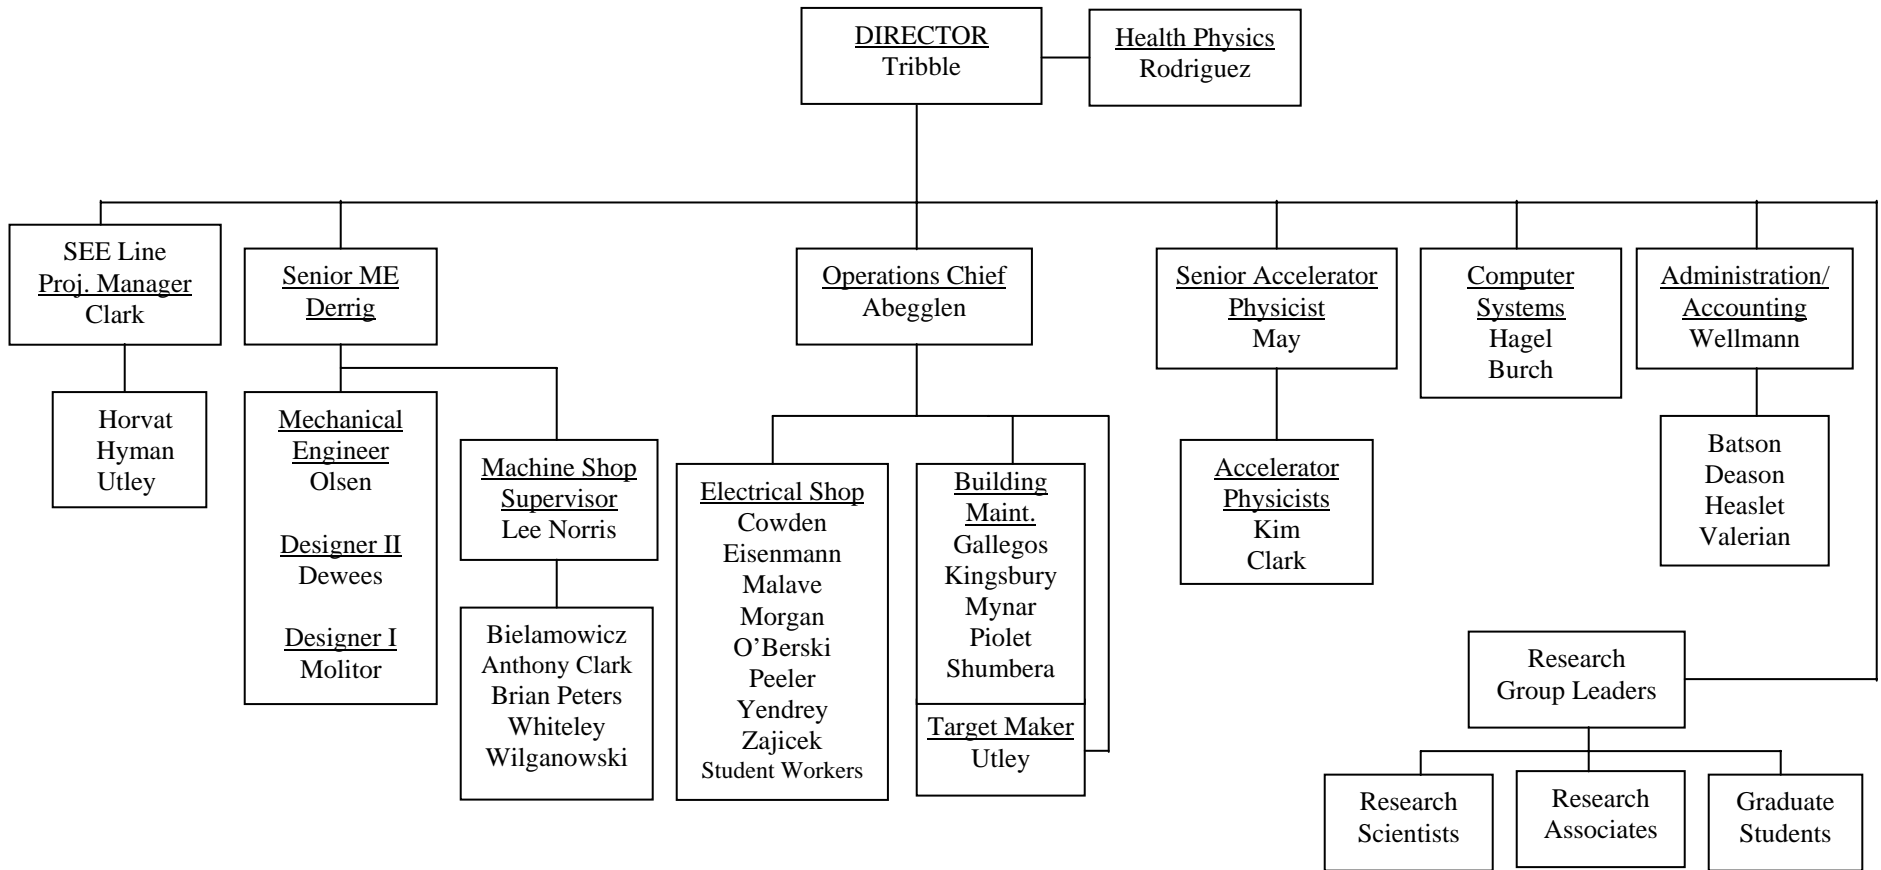 DIRECTOR
Tribble
Health Physics
Rodriguez
SEE Line
Proj. Manager
Clark
Senior ME
Derrig
Operations Chief
Abegglen
Senior Accelerator
Physicist
May
Computer
Systems
Hagel
Burch
Administration/
Accounting
Wellmann
Horvat
Hyman
Utley
Mechanical
Engineer
Olsen
Designer II
Dewees
Designer I
Molitor
Machine Shop
Supervisor
Lee Norris
Bielamowicz
Anthony Clark
Brian Peters
Whiteley
Wilganowski
Electrical Shop
Cowden
Eisenmann
Malave
Morgan
O’Berski
Peeler
Yendrey
Zajicek
Student Workers
Building
Maint.
Gallegos
Kingsbury
Mynar
Piolet
Shumbera
Target Maker
Utley
Accelerator
Physicists
Kim
Clark
Batson
Deason
Heaslet
Valerian
Research
Group Leaders
Research
Scientists
Research
Associates
Graduate
Students